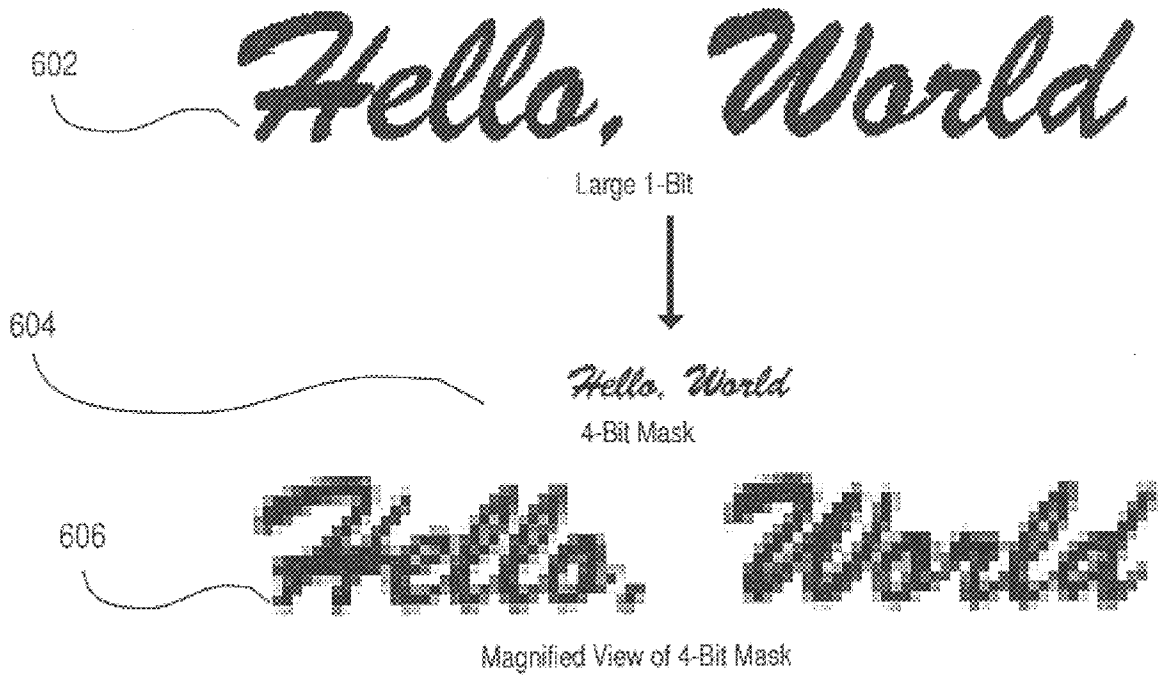 602
Hello, World
Large 1-Bit
604
Hello, World
4-Bit Mask
606
Hello, World
Magnified View of 4-Bit Mask